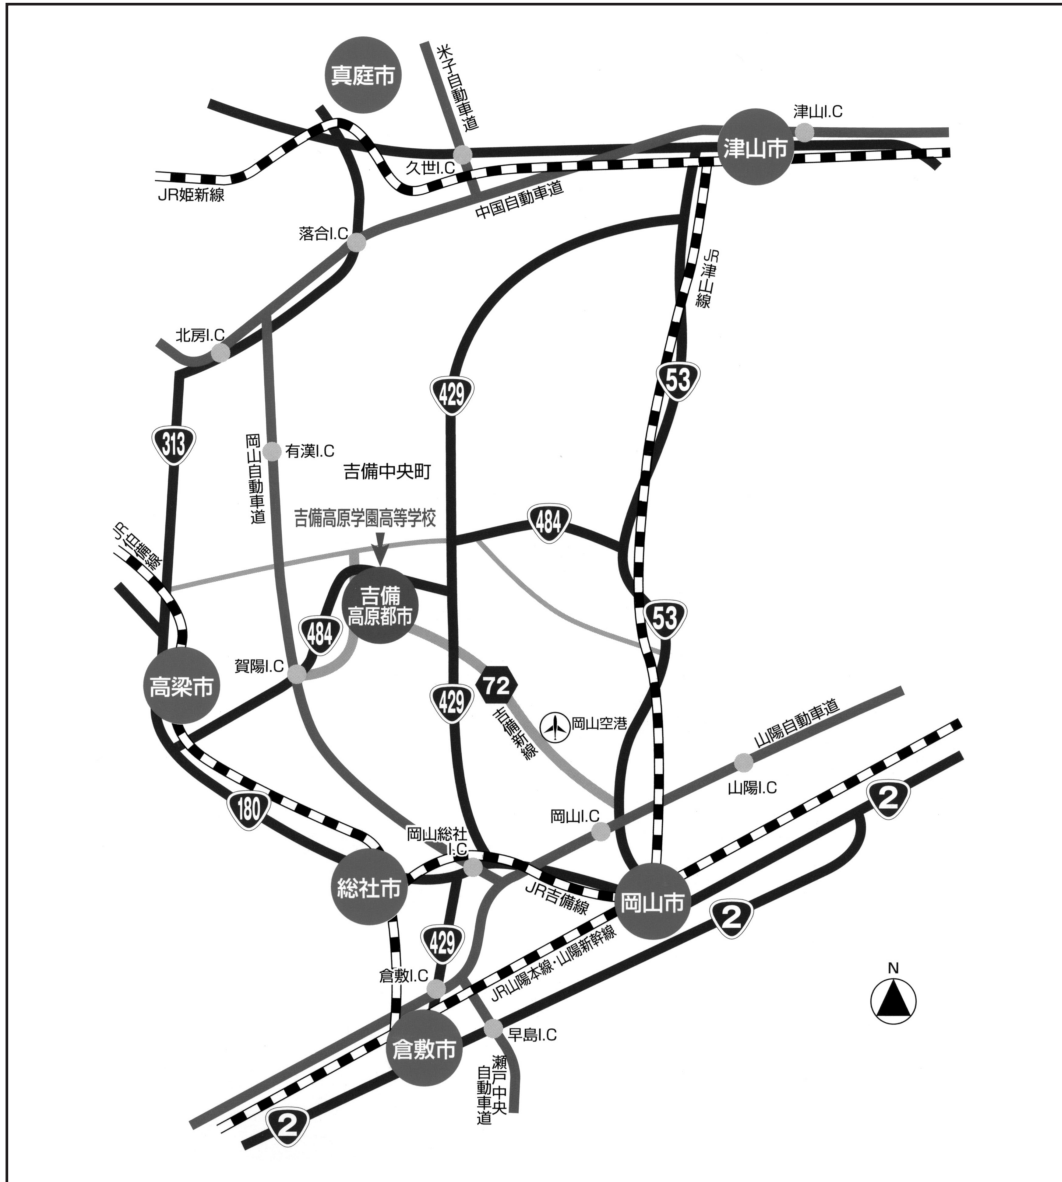 真庭市
米子自動車道
津山I.C
津山市
久世I.C
JR姫新線
中国自動車道
落合I.C
JR津山線
北房I.C
429
53
313
岡山自動車道
有漢I.C
吉備中央町
吉備高原学園高等学校
484
JR伯備線
吉備
高原都市
53
484
賀陽I.C
高梁市
72
429
吉備新線
岡山空港
山陽自動車道
山陽I.C
2
180
岡山I.C
岡山総社
I.C
総社市
JR吉備線
岡山市
2
429
JR山陽本線・山陽新幹線
倉敷I.C
N
早島I.C
倉敷市
瀬戸中央
自動車道
2